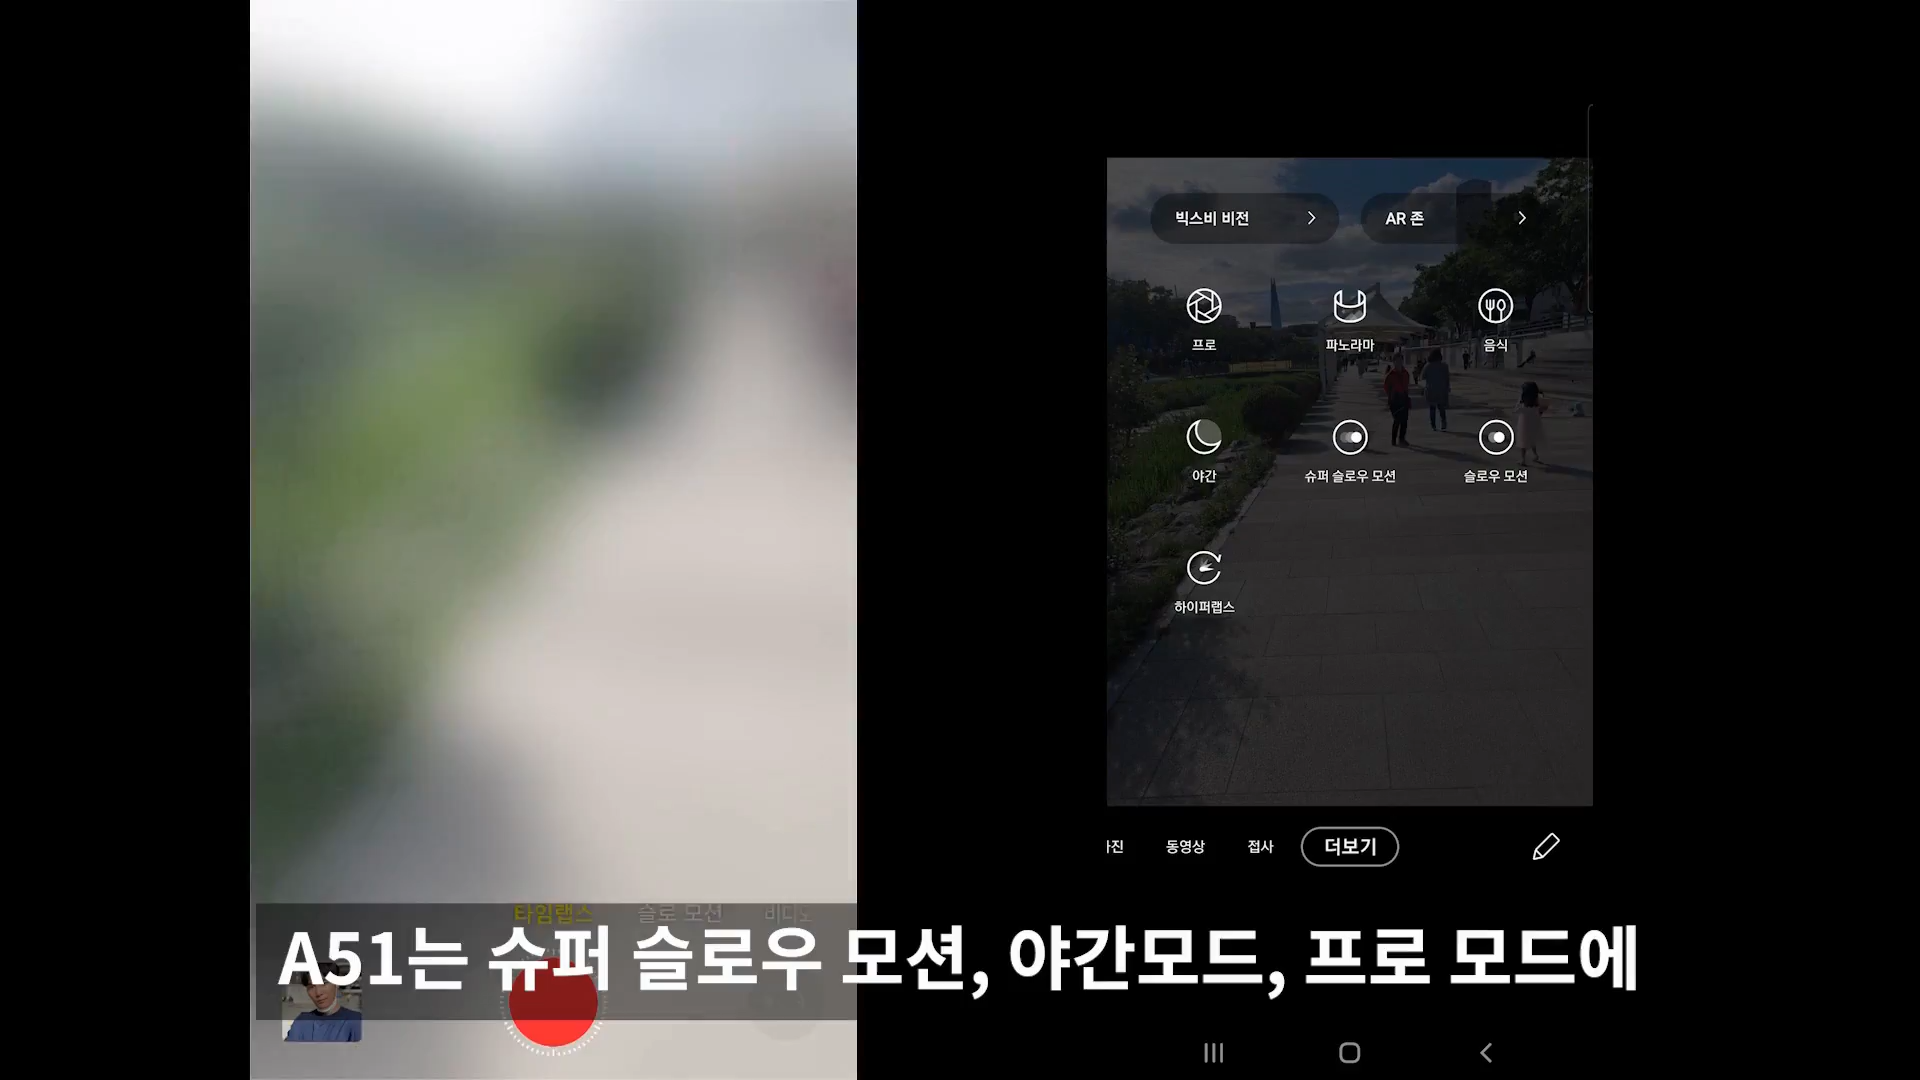 빅스비 비전
AR 존
프로
파노라마
음식
야간
슈퍼 슬로우 모션
슬로우 모션
하이퍼랩스
동영상
접사
더보기
타임랩스
슬로 모션
비디오
A51는 슈퍼 슬로우 모션, 야간모드, 프로 모드에